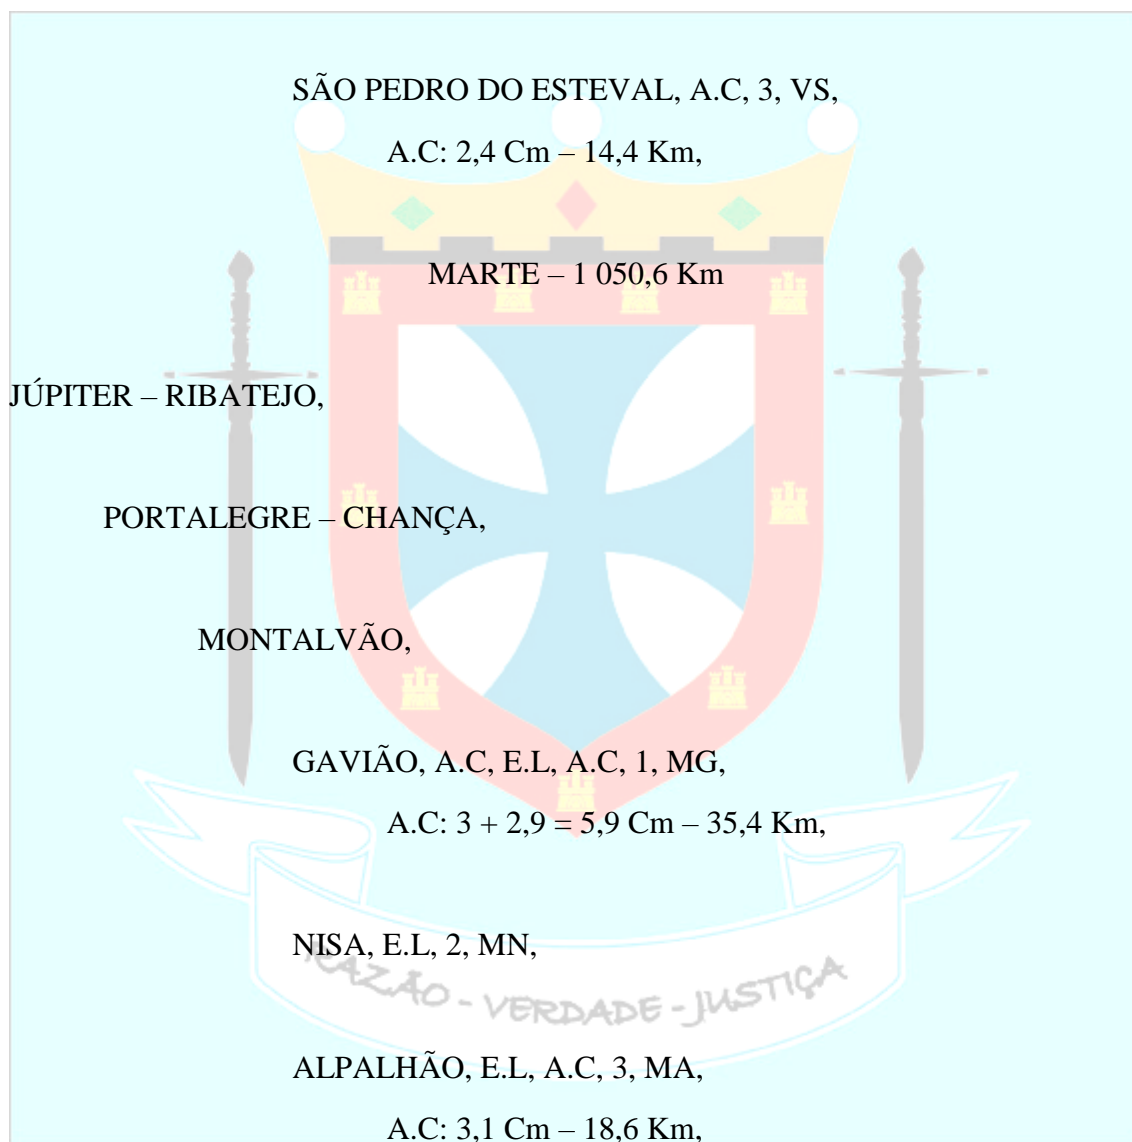 SÃO PEDRO DO ESTEVAL, A.C, 3, VS,
A.C: 2,4 Cm – 14,4 Km,
MARTE – 1 050,6 Km
JÚPITER – RIBATEJO,
PORTALEGRE – CHANÇA,
MONTALVÃO,
GAVIÃO, A.C, E.L, A.C, 1, MG,
A.C: 3 + 2,9 = 5,9 Cm – 35,4 Km,
NISA, E.L, 2, MN,
RAZÃO - VERDADE - JUSTIÇA
ALPALHÃO, E.L, A.C, 3, MA,
A.C: 3,1 Cm – 18,6 Km,